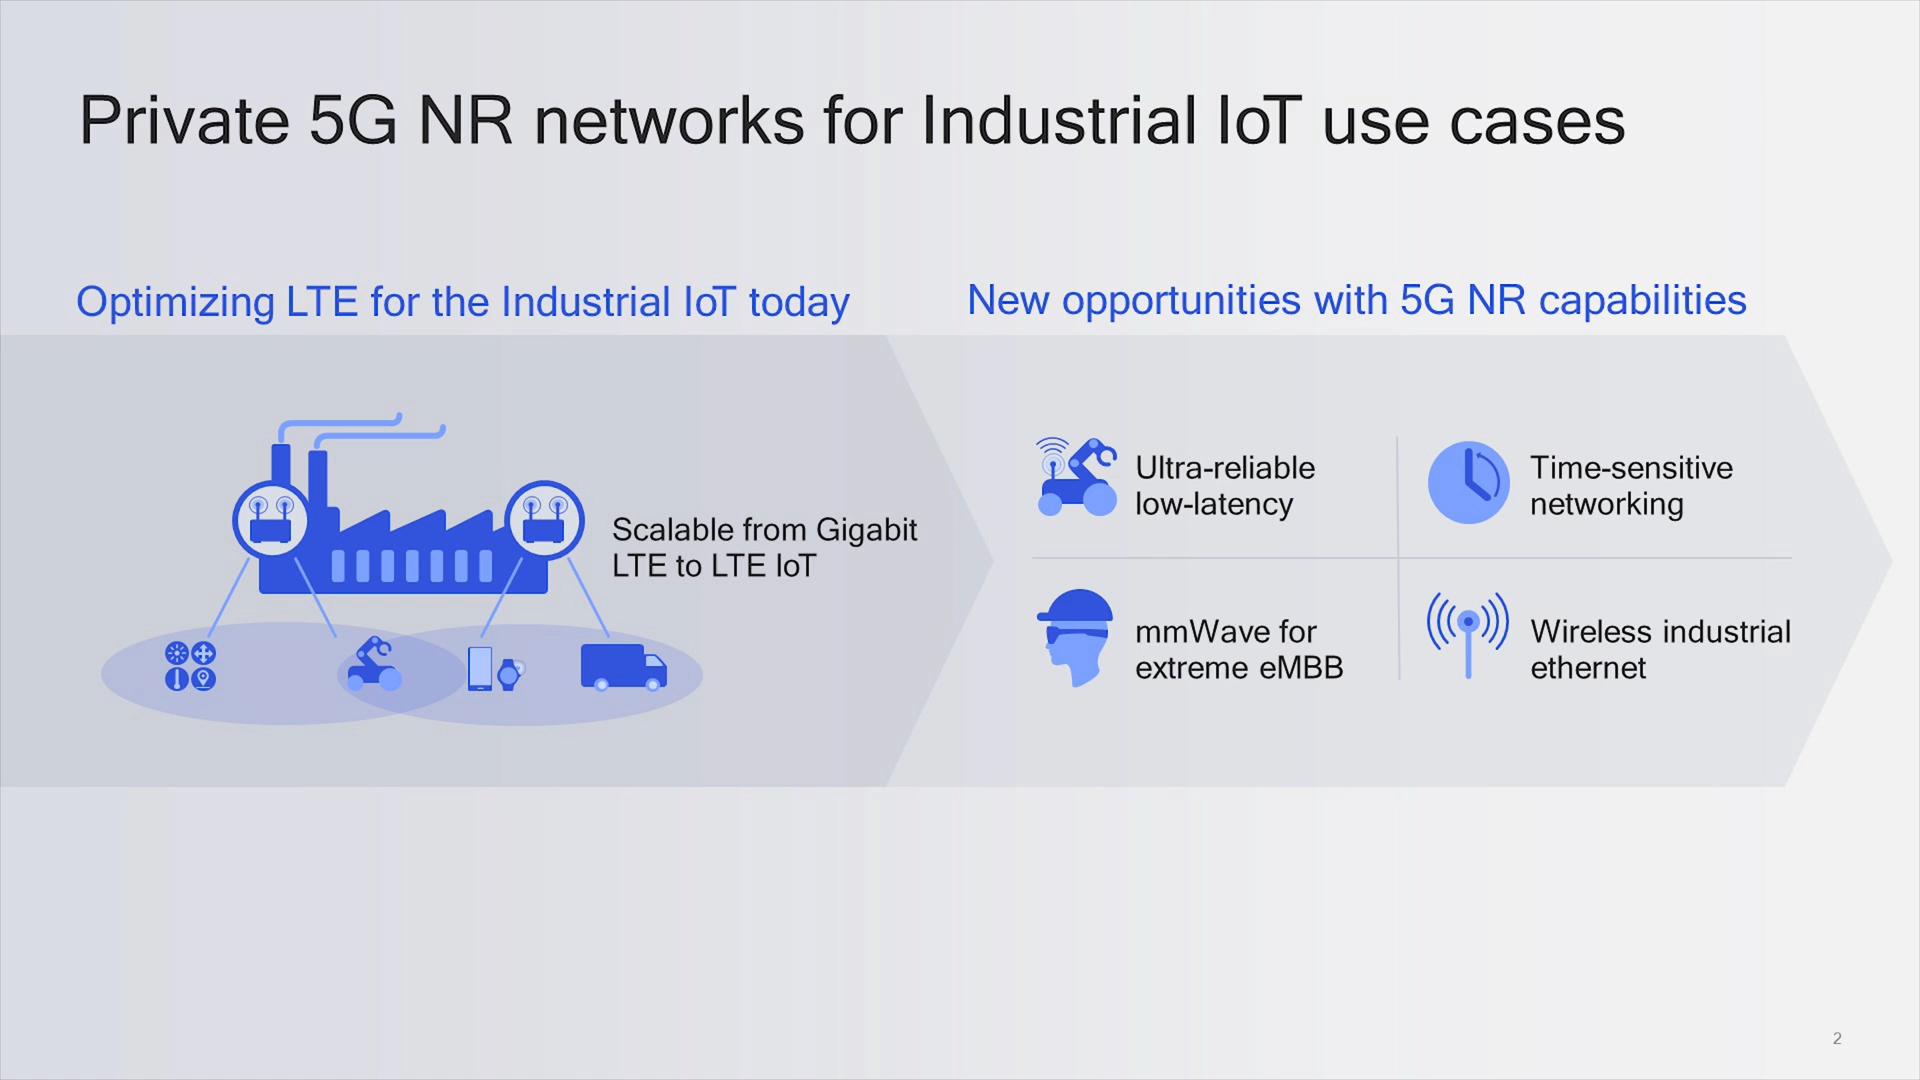 Private 5G NR networks for Industrial IoT use cases
Optimizing LTE for the Industrial IoT today
New opportunities with 5G NR capabilities
Scalable from Gigabit
LTE to LTE IoT
Ultra-reliable
low-latency
Time-sensitive
networking
mmWave for
extreme eMBB
Wireless industrial
ethernet
2